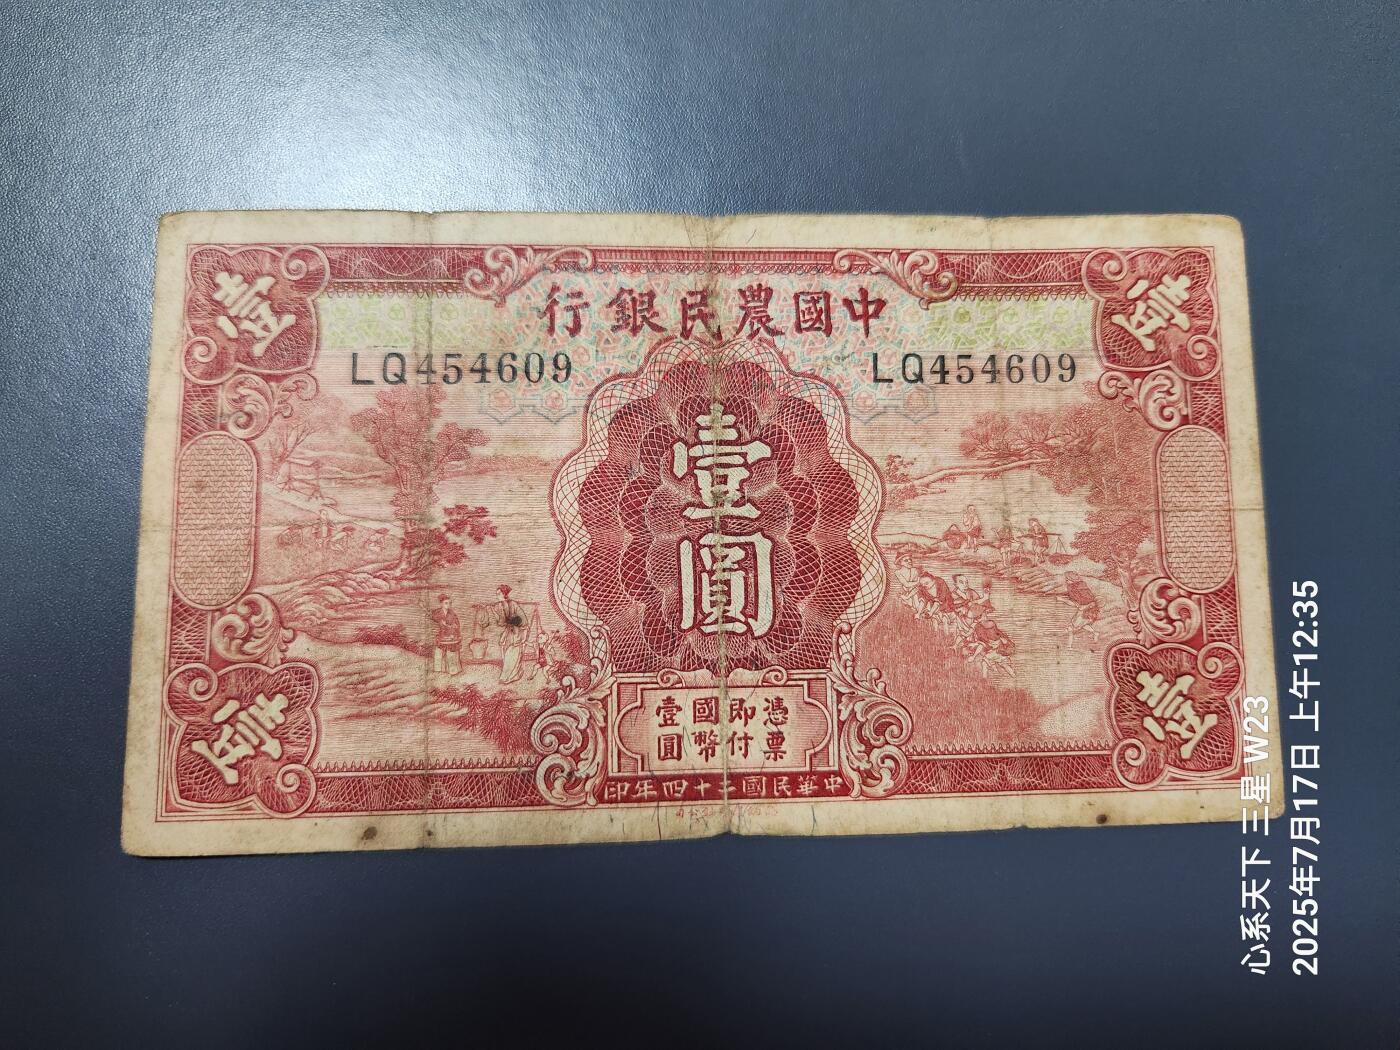 中國農民銀行
LQ454609
LQ454609
壹
壹
壹圓
憑票
即付
國幣
壹圓
壹
壹
中華民國二十四年印
心系天下 三星 W23
2025年7月17日 上午12:35